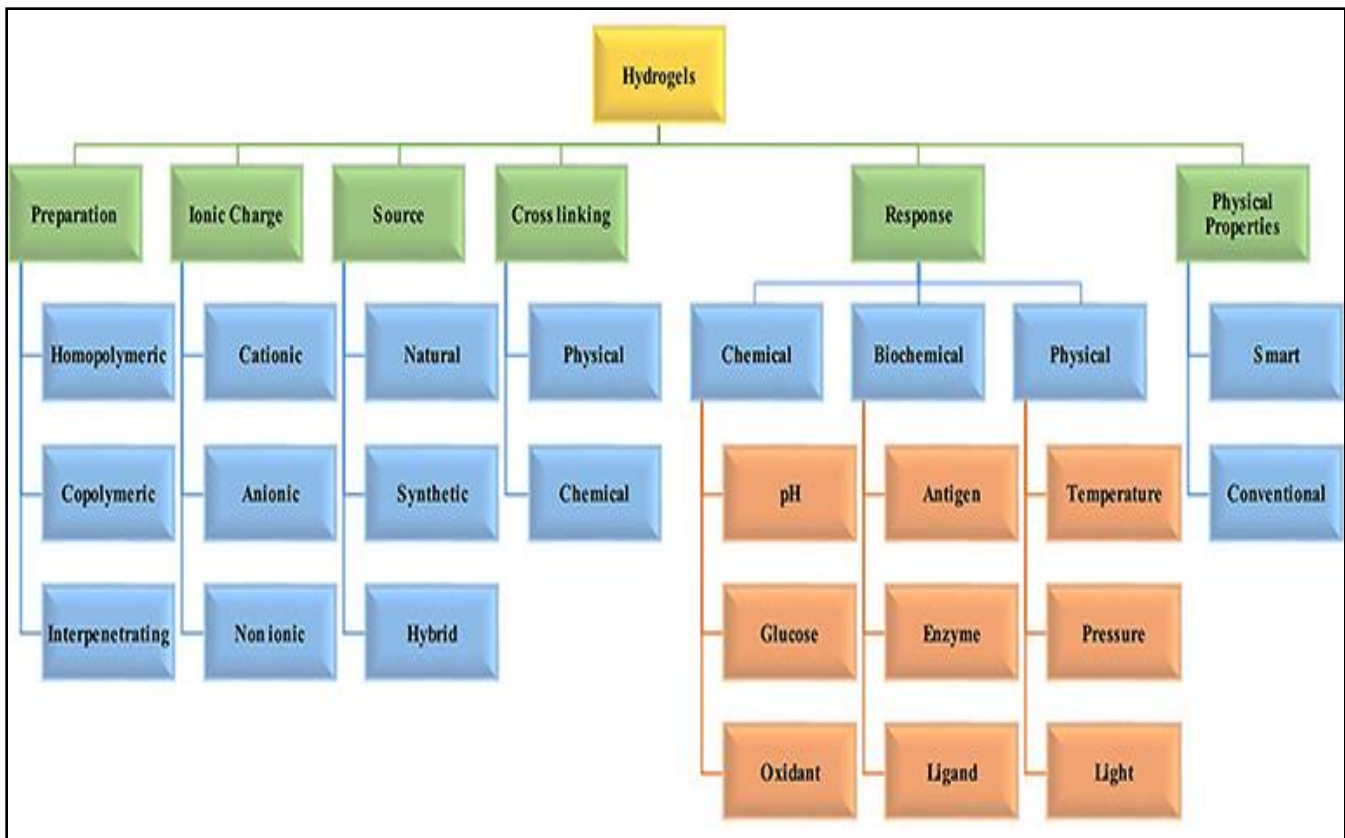 Hydrogels
Preparation
Ionic Charge
Source
Cross linking
Response
Physical
Properties
Homopolymeric
Cationic
Natural
Physical
Chemical
Biochemical
Physical
Smart
Copolymeric
Anionic
Synthetic
Chemical
pH
Antigen
Temperature
Conventional
Interpenetrating
Non ionic
Hybrid
Glucose
Enzyme
Pressure
Oxidant
Ligand
Light